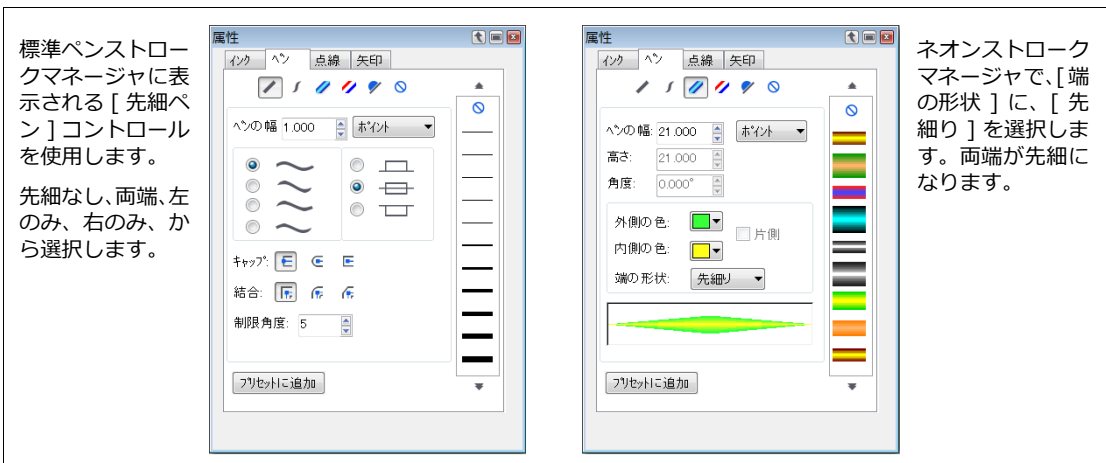 標準ペンストロー
クマネージャに表
示される [ 先細ペ
ン ] コントロール
を使用します。
先細なし、両端、左
のみ、右のみ、か
ら選択します。
属性
インク ペン 点線 矢印
ペンの幅 1.000 ポイント
キャップ:
結合:
制限角度: 5
プリセットに追加
属性
インク ペン 点線 矢印
ペンの幅: 21.000 ポイント
高さ: 21.000
角度: 0.000°
外側の色:
片側
内側の色:
端の形状: 先細り
プリセットに追加
ネオンストローク
マネージャで、[ 端
の形状 ] に、[ 先
細り ] を選択しま
す。両端が先細に
なります。